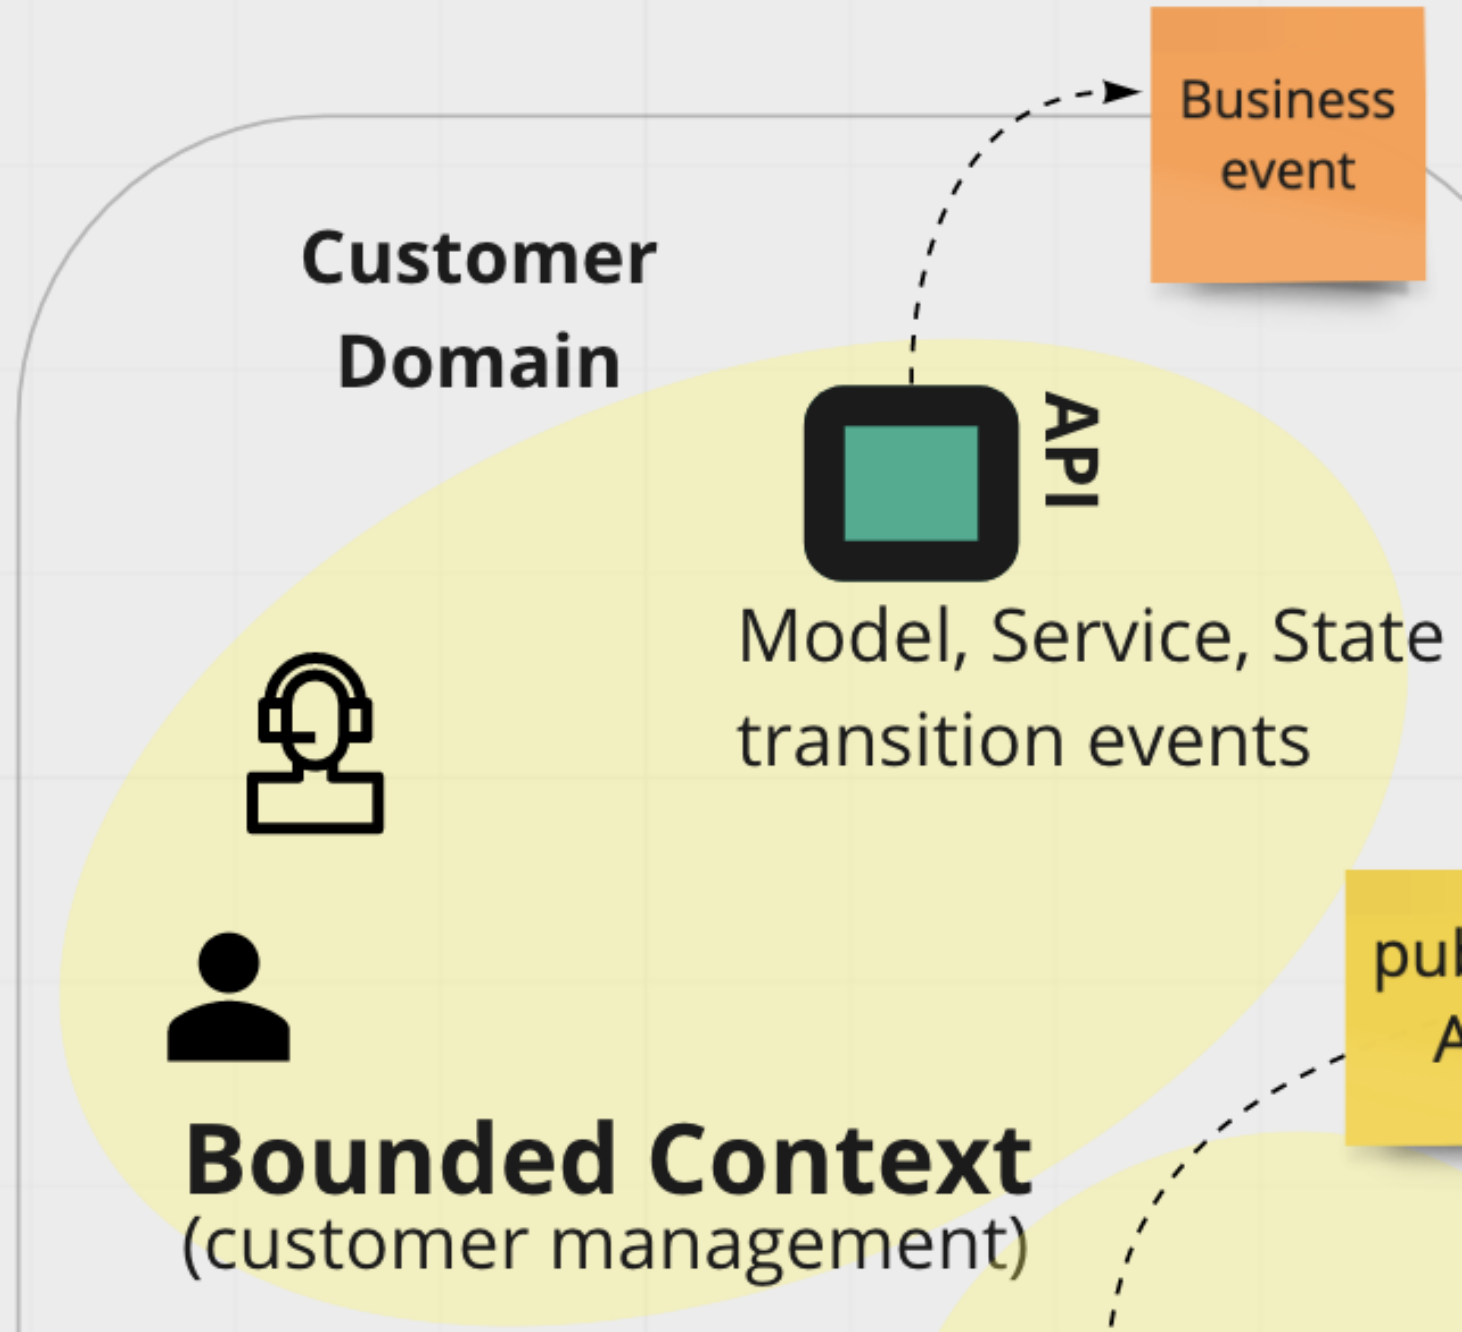 Business
event
Customer
Domain
API
Model, Service, State
transition events
Bounded Context
(customer management)